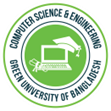 COMPUTER SCIENCE & ENGINEERING
GREEN UNIVERSITY OF BANGLADESH